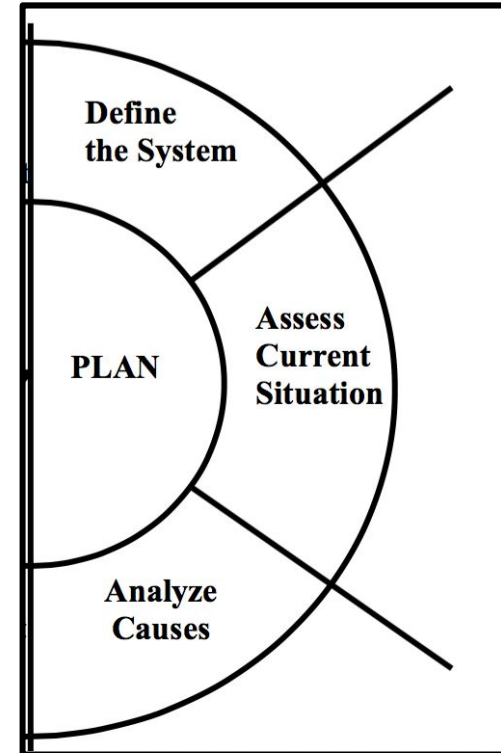 Define
the System
Assess
Current
Situation
PLAN
Analyze
Causes